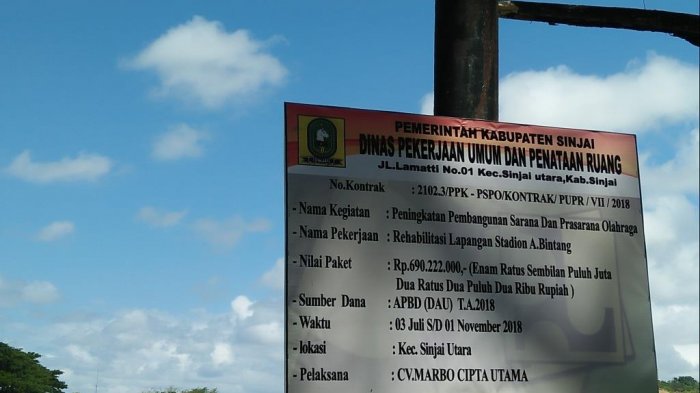 PEMERINTAH KABUPATEN SINJAI
DINAS PEKERJAAN UMUM DAN PENATAAN RUANG
JL.Lamatti No.01 Kec.Sinjai utara,Kab.Sinjai
No.Kontrak : 2102.3/PPK - PSPO/KONTRAK/ PUPR / VII / 2018
- Nama Kegiatan : Peningkatan Pembangunan Sarana Dan Prasarana Olahraga
- Nama Pekerjaan : Rehabilitasi Lapangan Stadion A.Bintang
- Nilai Paket : Rp.690.222.000,- (Enam Ratus Sembilan Puluh Juta
Dua Ratus Dua Puluh Dua Ribu Rupiah )
- Sumber Dana : APBD (DAU) T.A.2018
- Waktu : 03 Juli S/D 01 November 2018
- lokasi : Kec. Sinjai Utara
- Pelaksana : CV.MARBO CIPTA UTAMA